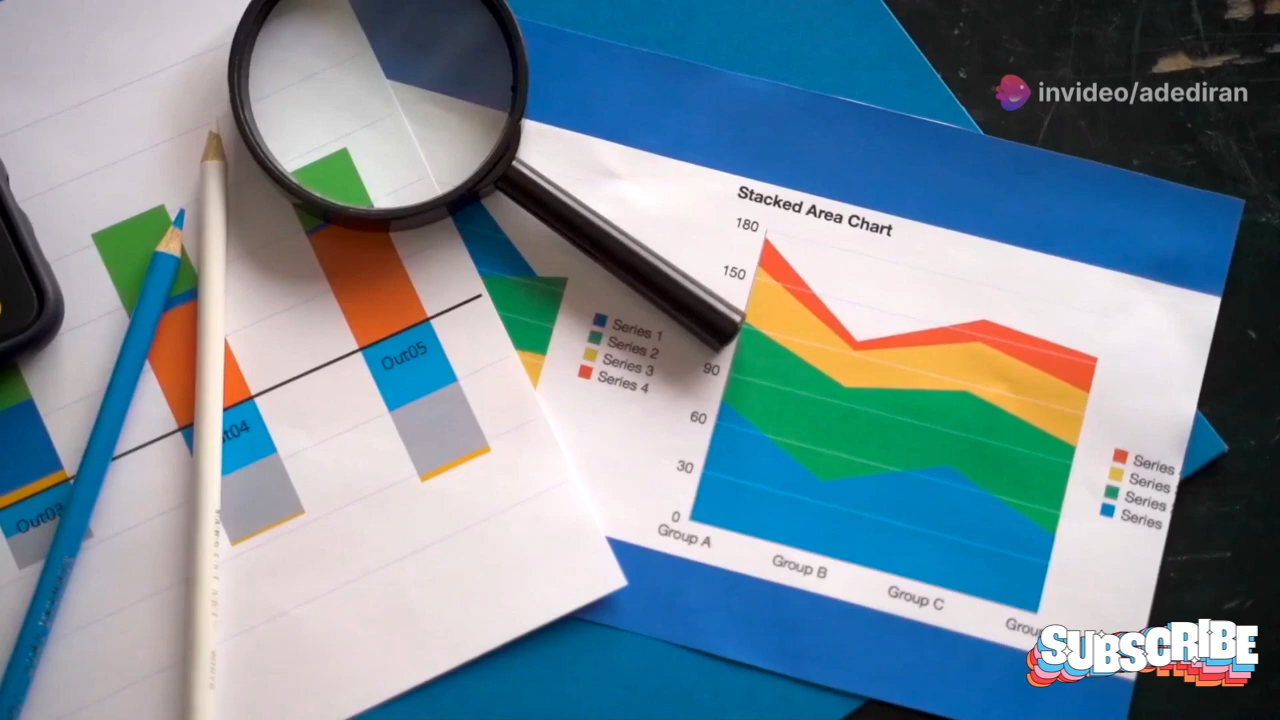 invideo/adediran
Stacked Area Chart
180
150
90
60
30
0
Group A
Group B
Group C
Series 1
Series 2
Series 3
Series 4
Series
Series
Series
Series
Out05
Out03
SUBSCRIBE